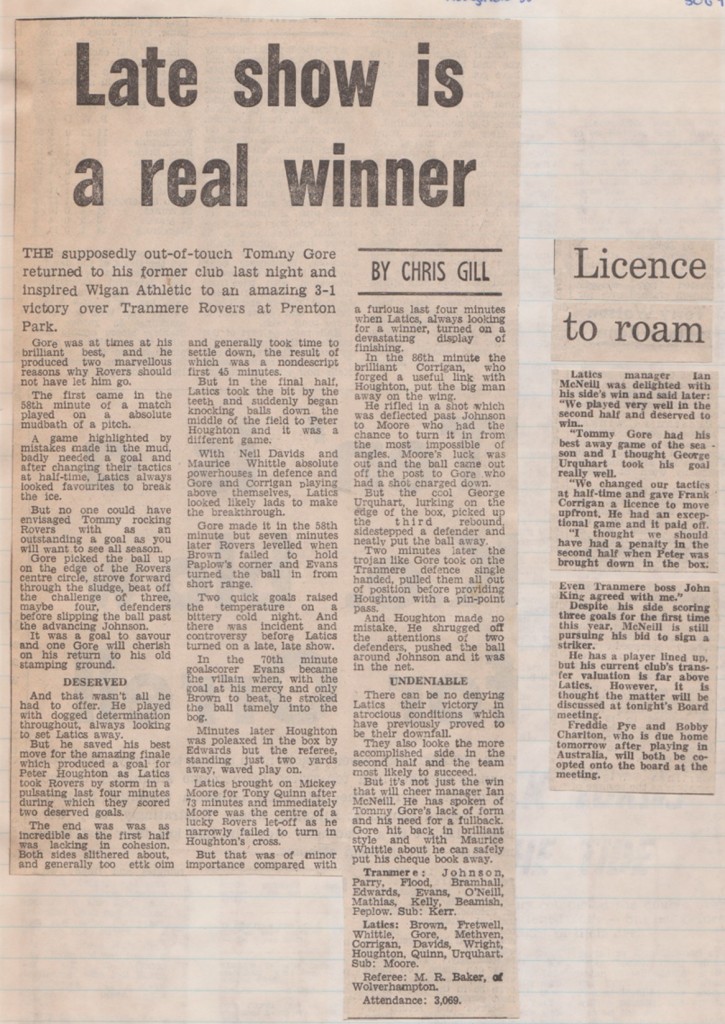 Late show is
a real winner
THE supposedly out-of-touch Tommy Gore
returned to his former club last night and
inspired Wigan Athletic to an amazing 3-1
victory over Tranmere Rovers at Prenton
Park.
Gore was at times at his
brilliant best, and he
produced two marvellous
reasons why Rovers should
not have let him go.
The first came in the
58th minute of a match
played on a absolute
mudbath of a pitch.
A game highlighted by
mistakes made in the mud,
badly needed a goal and
after changing their tactics
at half-time, Latics always
looked favourites to break
the ice.
But no one could have
envisaged Tommy rocking
Rovers with as an
outstanding a goal as you
will want to see all season.
Gore picked the ball up
on the edge of the Rovers
centre circle, strove forward
through the sludge, beat off
the challenge of three,
maybe four, defenders
before slipping the ball past
the advancing Johnson.
It was a goal to savour
and one Gore will cherish
on his return to his old
stamping ground.
DESERVED
And that wasn't all he
had to offer. He played
with dogged determination
throughout, always looking
to set Latics away.
But he saved his best
move for the amazing finale
which produced a goal for
Peter Houghton as Latics
took Rovers by storm in a
pulsating last four minutes
during which they scored
two deserved goals.
The end was was as
incredible as the first half
was lacking in cohesion.
Both sides slithered about,
and generally too ettk oim
and generally took time to
settle down, the result of
which was a nondescript
first 45 minutes.
But in the final half,
Latics took the bit by the
teeth and suddenly began
knocking balls down the
middle of the field to Peter
Houghton and it was a
different game.
With Neil Davids and
Maurice Whittle absolute
powerhouses in defence and
Gore and Corrigan playing
above themselves, Latics
looked likely lads to make
the breakthrough.
Gore made it in the 58th
minute but seven minutes
later Rovers levelled when
Brown failed to hold
Paplow's corner and Evans
turned the ball in from
short range.
Two quick goals raised
the temperature on a
bittery cold night. And
there was incident and
controversy before Latics
turned on a late, late show.
In the 70th minute
goalscorer Evans became
the villain when, with the
goal at his mercy and only
Brown to beat, he stroked
the ball tamely into the
bog.
Minutes later Houghton
was poleaxed in the box by
Edwards but the referee,
standing just two yards
away, waved play on.
Latics brought on Mickey
Moore for Tony Quinn after
73 minutes and immediately
Moore was the centre of a
lucky Rovers let-off as he
narrowly failed to turn in
Houghton's cross.
But that was of minor
importance compared with
BY CHRIS GILL
a furious last four minutes
when Latics, always looking
for a winner, turned on a
devastating display of
finishing.
In the 86th minute the
brilliant Corrigan, who
forged a useful link with
Houghton, put the big man
away on the wing.
He rifled in a shot which
was deflected past Johnson
to Moore who had the
chance to turn it in from
the most impossible of
angles. Moore's luck was
out and the ball came out
off the post to Gore who
had a shot cnarged down.
But the cool George
Urquhart, lurking on the
edge of the box, picked up
the third rebound,
sidestepped a defender and
neatly put the ball away.
Two minutes later the
trojan like Gore took on the
Tranmere defence single
handed, pulled them all out
of position before providing
Houghton with a pin-point
pass.
And Houghton made no
mistake. He shrugged off
the attentions of two
defenders, pushed the ball
around Johnson and it was
in the net.
UNDENIABLE
There can be no denying
Latics their victory in
atrocious conditions which
have previously proved to
be their downfall.
They also looke the more
accomplished side in the
second half and the team
most likely to succeed.
But it's not just the win
that will cheer manager Ian
McNeill. He has spoken of
Tommy Gore's lack of form
and his need for a fullback.
Gore hit back in brilliant
style and with Maurice
Whittle about he can safely
put his cheque book away.
Tranmere: Johnson,
Parry, Flood, Bramhall,
Edwards, Evans, O'Neill,
Mathias, Kelly, Beamish,
Peplow. Sub: Kerr.
Latics: Brown, Fretwell,
Whittle, Gore, Methven,
Corrigan, Davids, Wright,
Houghton, Quinn, Urquhart.
Sub: Moore.
Referee: M. R. Baker, of
Wolverhampton.
Attendance: 3,069.
Licence
to roam
Latics manager Ian
McNeill was delighted with
his side's win and said later:
"We played very well in the
second half and deserved to
win..
"Tommy Gore had his
best away game of the sea-
son and I thought George
Urquhart took his goal
really well.
"We changed our tactics
at half-time and gave Frank
Corrigan a licence to move
upfront. He had an excep-
tional game and it paid off.
"I thought we should
have had a penalty in the
second half when Peter was
brought down in the box.
Even Tranmere boss John
King agreed with me."
Despite his side scoring
three goals for the first time
this year, McNeill is still
pursuing his bid to sign a
striker.
He has a player lined up,
but his current club's trans-
fer valuation is far above
Latics. However, it is
thought the matter will be
discussed at tonight's Board
meeting.
Freddie Pye and Bobby
Charlton, who is due home
tomorrow after playing in
Australia, will both be co-
opted onto the board at the
meeting.